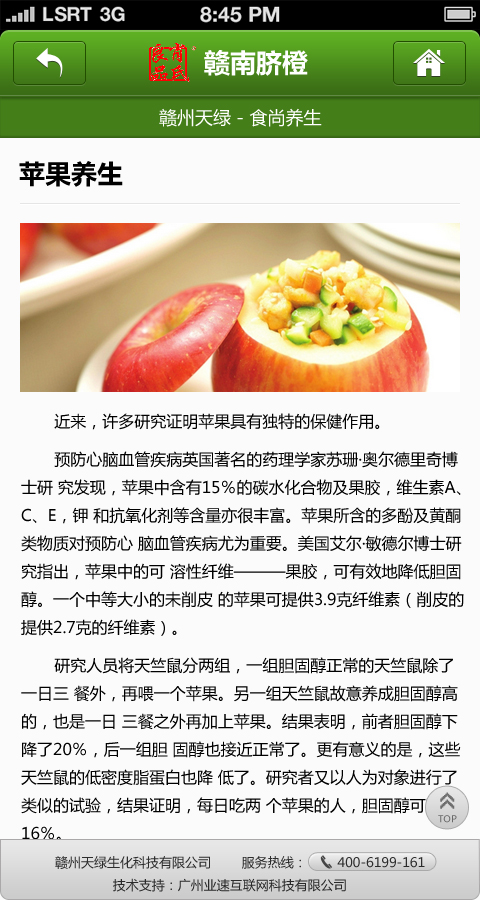 LSRT 3G 8:45 PM
赣南脐橙
赣州天绿 - 食尚养生
苹果养生
近来，许多研究证明苹果具有独特的保健作用。
预防心脑血管疾病英国著名的药理学家苏珊·奥尔德里奇博
士研 究发现，苹果中含有15%的碳水化合物及果胶，维生素A、
C、E，钾 和抗氧化剂等含量亦很丰富。苹果所含的多酚及黄酮
类物质对预防心 脑血管疾病尤为重要。美国艾尔·敏德尔博士研
究指出，苹果中的可 溶性纤维———果胶，可有效地降低胆固
醇。一个中等大小的未削皮 的苹果可提供3.9克纤维素（削皮的
提供2.7克的纤维素）。
研究人员将天竺鼠分两组，一组胆固醇正常的天竺鼠除了
一日三 餐外，再喂一个苹果。另一组天竺鼠故意养成胆固醇高
的，也是一日 三餐之外再加上苹果。结果表明，前者胆固醇下
降了20%，后一组胆 固醇也接近正常了。更有意义的是，这些
天竺鼠的低密度脂蛋白也降 低了。研究者又以人为对象进行了
类似的试验，结果证明，每日吃两 个苹果的人，胆固醇可
16%。
TOP
赣州天绿生化科技有限公司 服务热线： 400-6199-161
技术支持：广州业速互联网科技有限公司